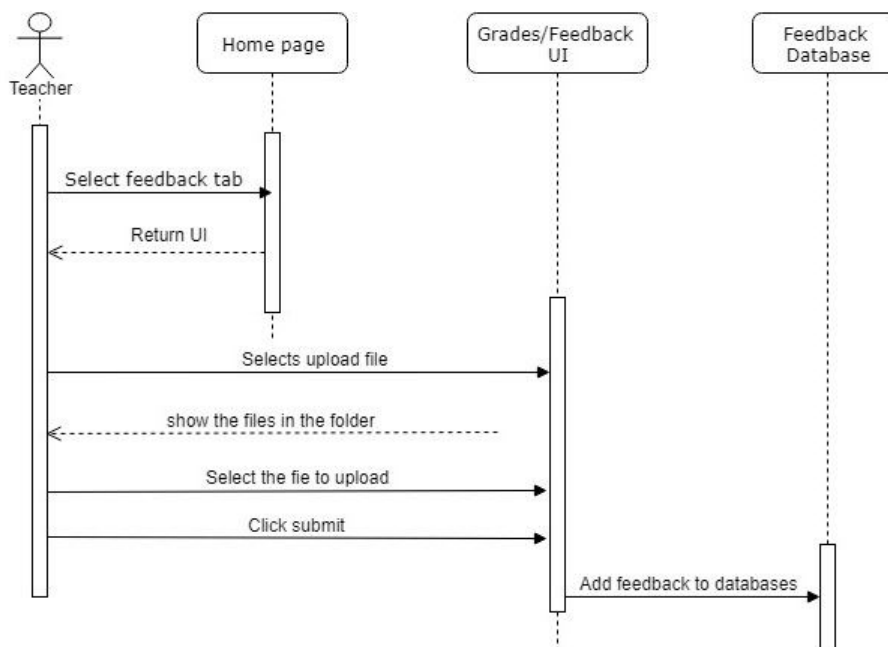 Home page
Grades/Feedback
UI
Feedback
Database
Teacher
Select feedback tab
Return UI
Selects upload file
show the files in the folder
Select the fie to upload
Click submit
Add feedback to databases